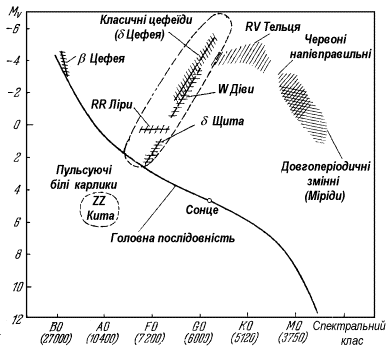 Mv
-6
-4
-2
0
2
4
6
8
10
12
Класичні цефеїди
(δ Цефея)
RV Тельця
Червоні
напівправильні
β Цефея
W Діви
RR Ліри
δ Щита
Довгоперіодичні
змінні
(Міріди)
Пульсуючі
білі карлики
ZZ
Кита
Сонце
Головна послідовність
B0
(27000)
A0
(10400)
F0
(7200)
G0
(6000)
K0
(5120)
M0
(3750)
Спектральний
клас